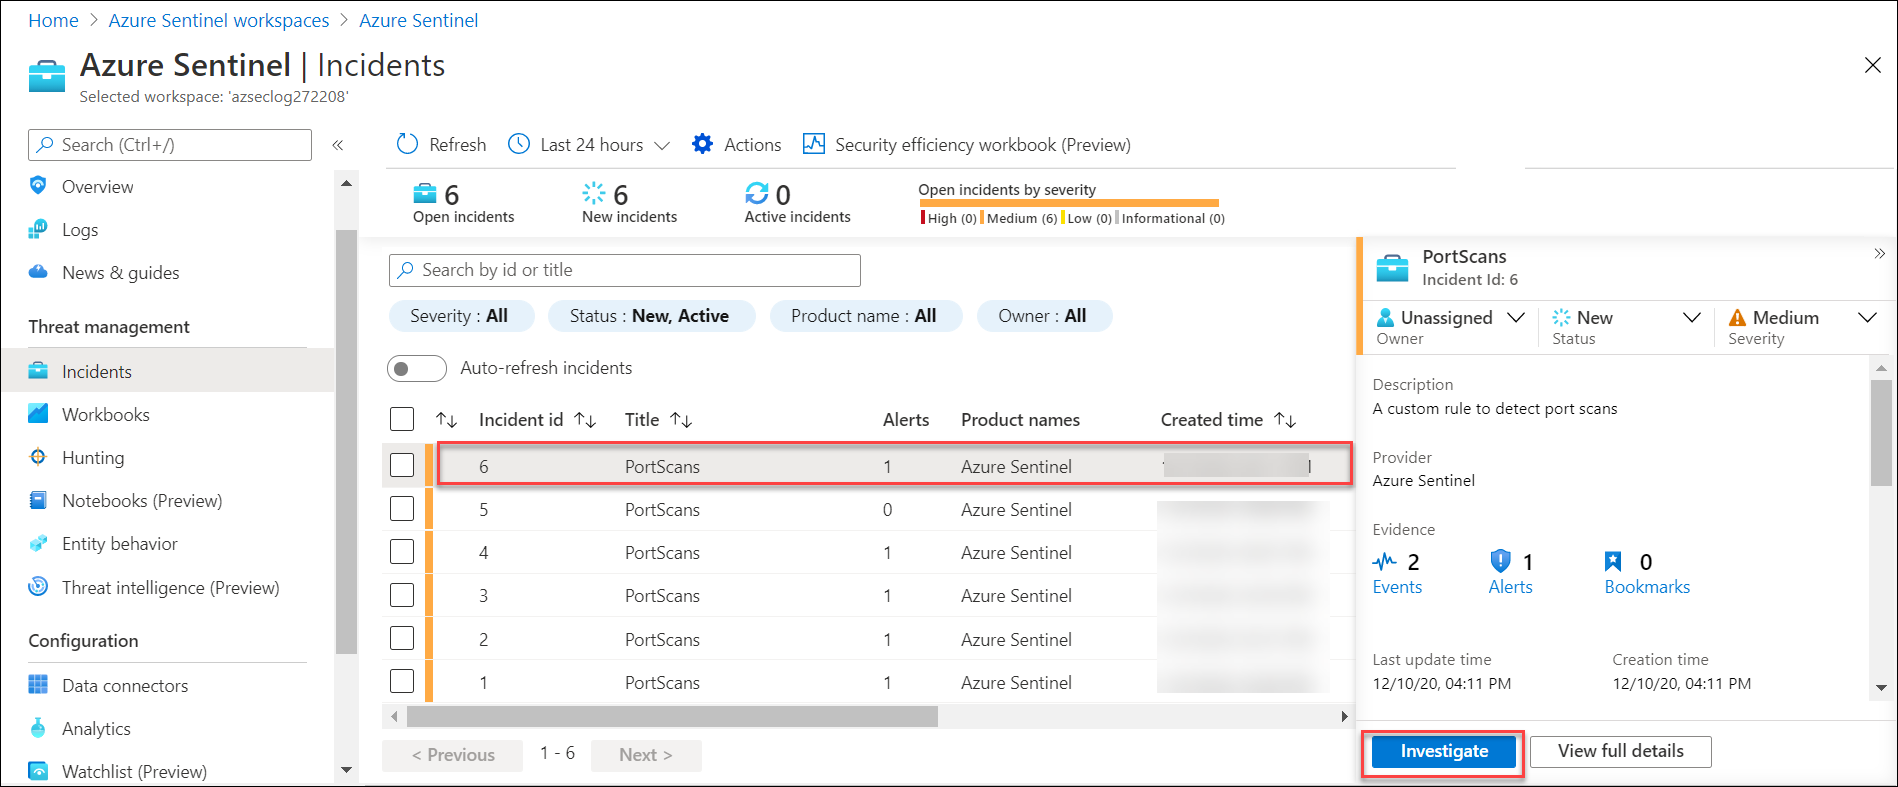 Home > Azure Sentinel workspaces > Azure Sentinel
Azure Sentinel | Incidents
Selected workspace: 'azseclog272208'
Search (Ctrl+/) «
Overview
Logs
News & guides
Threat management
Incidents
Workbooks
Hunting
Notebooks (Preview)
Entity behavior
Threat intelligence (Preview)
Configuration
Data connectors
Analytics
Watchlist (Preview)
Refresh Last 24 hours Actions Security efficiency workbook (Preview)
6 6 0
Open incidents New incidents Active incidents
Open incidents by severity
High (0) Medium (6) Low (0) Informational (0)
Search by id or title
Severity : All Status : New, Active Product name : All Owner : All
Auto-refresh incidents
Incident id Title Alerts Product names Created time
6 PortScans 1 Azure Sentinel
5 PortScans 0 Azure Sentinel
4 PortScans 1 Azure Sentinel
3 PortScans 1 Azure Sentinel
2 PortScans 1 Azure Sentinel
1 PortScans 1 Azure Sentinel
< Previous 1 - 6 Next >
PortScans »
Incident Id: 6
Unassigned New Medium
Owner Status Severity
Description
A custom rule to detect port scans
Provider
Azure Sentinel
Evidence
2 1 0
Events Alerts Bookmarks
Last update time Creation time
12/10/20, 04:11 PM 12/10/20, 04:11 PM
Investigate View full details